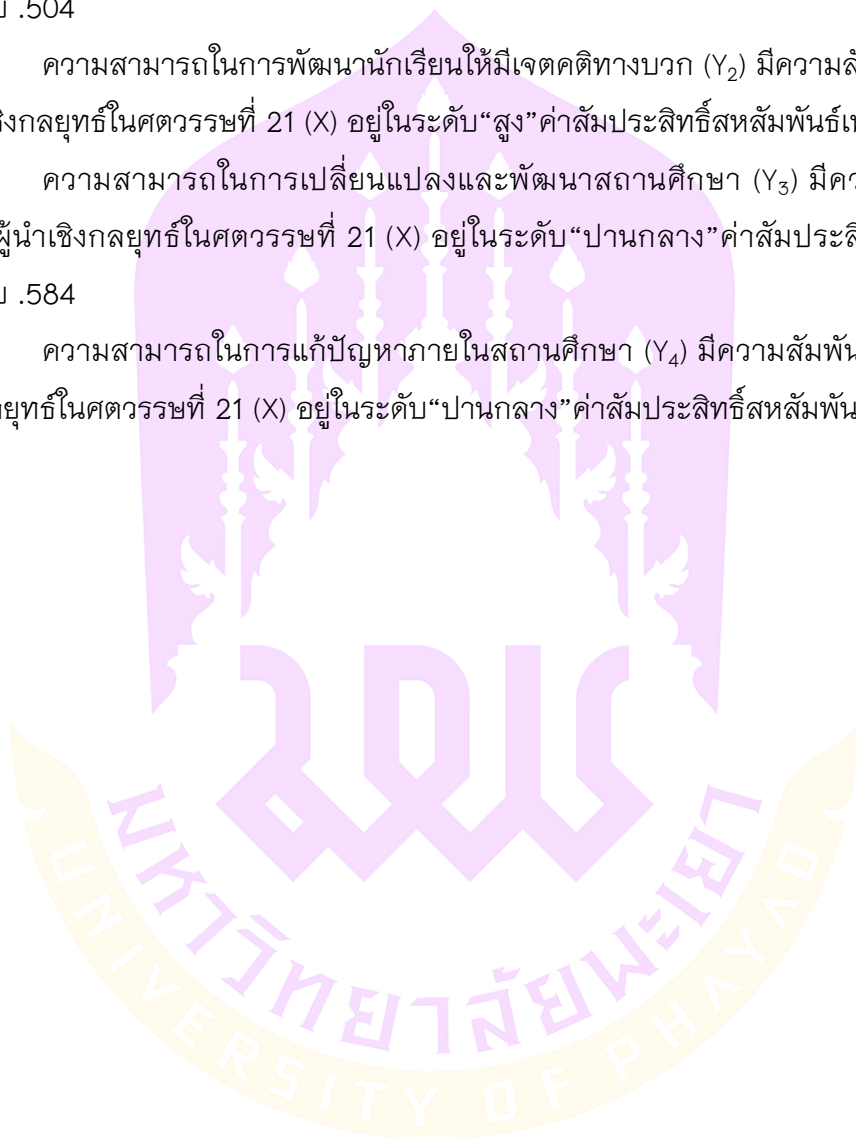 .504
ความสามารถในการพัฒนานักเรียนให้มีเจตคติทางบวก (Y₂) มีความ
เชิงกลยุทธ์ในศตวรรษที่ 21 (X) อยู่ในระดับ“สูง”ค่าสัมประสิทธิ์สหสัมพันธ์
ความสามารถในการเปลี่ยนแปลงและพัฒนาสถานศึกษา (Y₃) มี
ผู้นำเชิงกลยุทธ์ในศตวรรษที่ 21 (X) อยู่ในระดับ“ปานกลาง”ค่าสัมประ
.584
ความสามารถในการแก้ปัญหาภายในสถานศึกษา (Y₄) มีความสัมพัน
ยุทธ์ในศตวรรษที่ 21 (X) อยู่ในระดับ“ปานกลาง”ค่าสัมประสิทธิ์สหสัมพัน
มหาวิทยาลัยพะเยา
UNIVERSITY OF PHAYAO